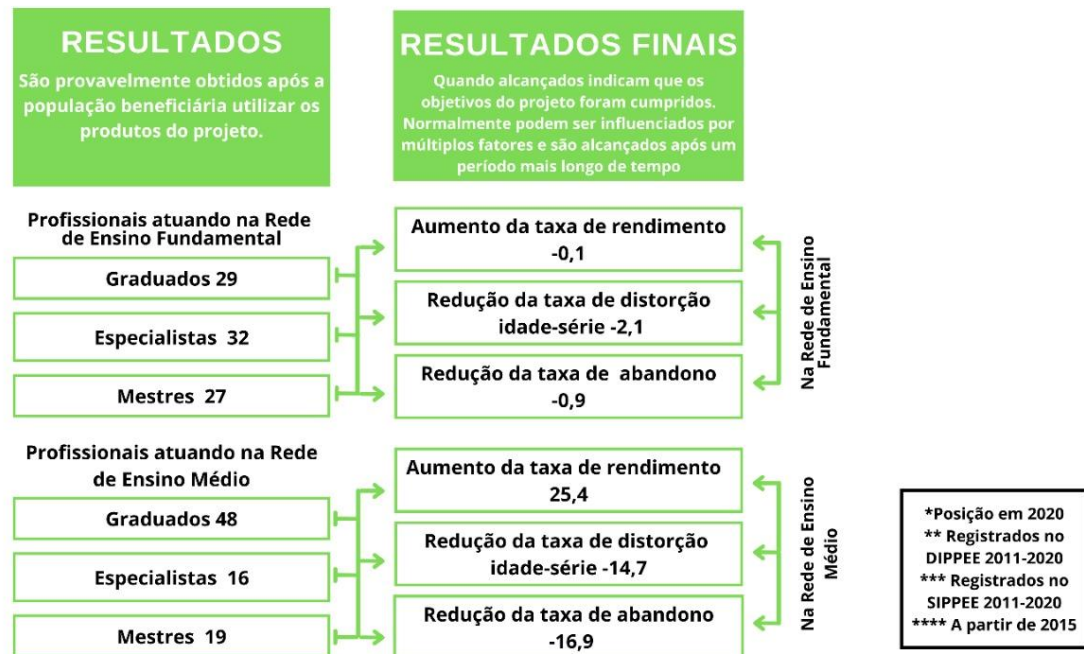 RESULTADOS
São provavelmente obtidos após a
população beneficiária utilizar os
produtos do projeto.
RESULTADOS FINAIS
Quando alcançados indicam que os
objetivos do projeto foram cumpridos.
Normalmente podem ser influenciados por
múltiplos fatores e são alcançados após um
período mais longo de tempo
Profissionais atuando na Rede
de Ensino Fundamental
Graduados 29
Especialistas 32
Mestres 27
Aumento da taxa de rendimento
-0,1
Redução da taxa de distorção
idade-série -2,1
Redução da taxa de abandono
-0,9
Na Rede de Ensino
Fundamental
Profissionais atuando na Rede
de Ensino Médio
Graduados 48
Especialistas 16
Mestres 19
Aumento da taxa de rendimento
25,4
Redução da taxa de distorção
idade-série -14,7
Redução da taxa de abandono
-16,9
Na Rede de Ensino
Médio
*Posição em 2020
** Registrados no
DIPPEE 2011-2020
*** Registrados no
SIPPEE 2011-2020
**** A partir de 2015